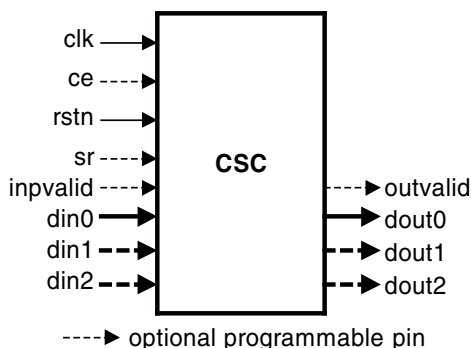 clk
ce
rstn
sr
CSC
inpvalid
outvalid
din0
dout0
din1
dout1
din2
dout2
optional programmable pin